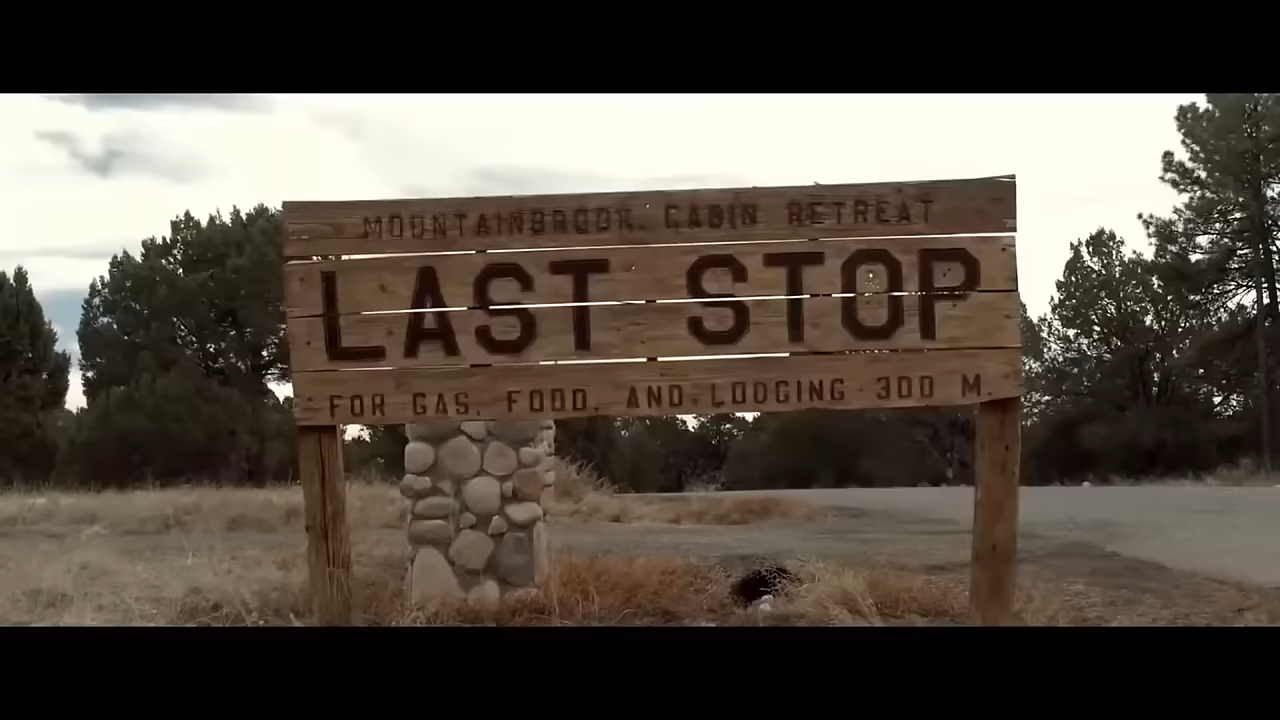 MOUNTAINBROOK CABIN RETREAT
LAST STOP
FOR GAS, FOOD, AND LODGING 300 M.